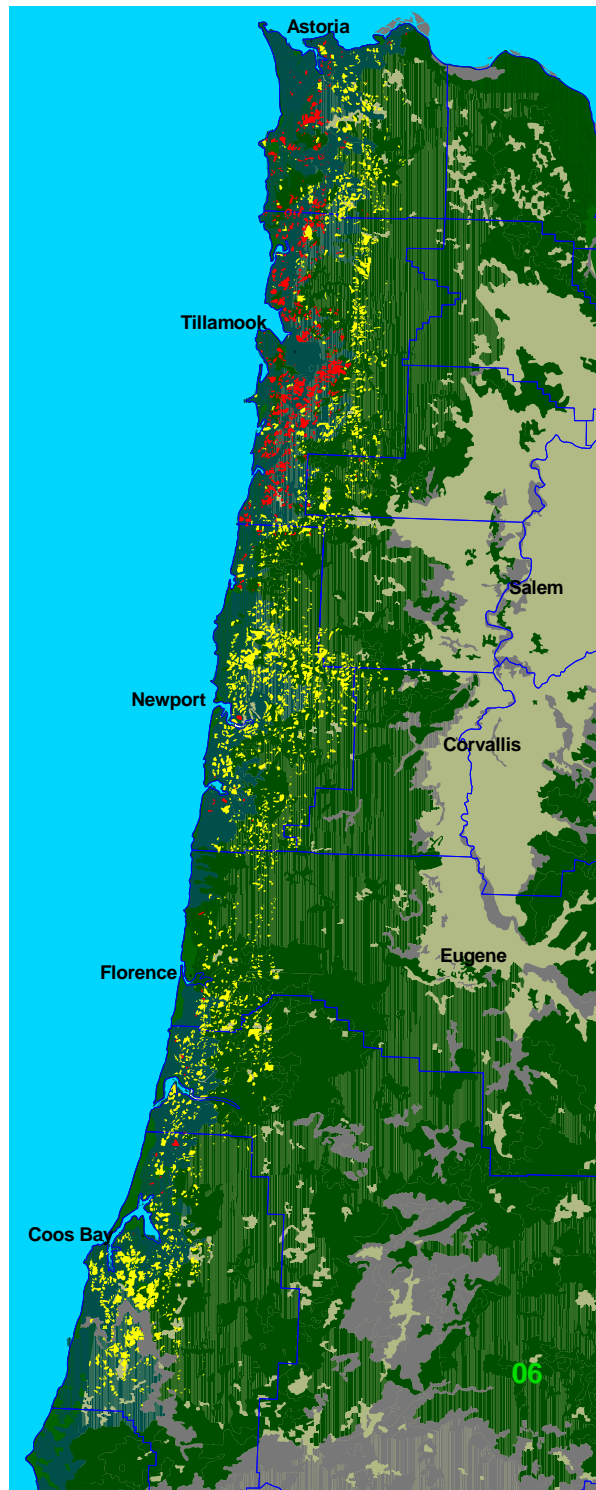 Astoria
Tillamook
Salem
Newport
Corvallis
Eugene
Florence
Coos Bay
06